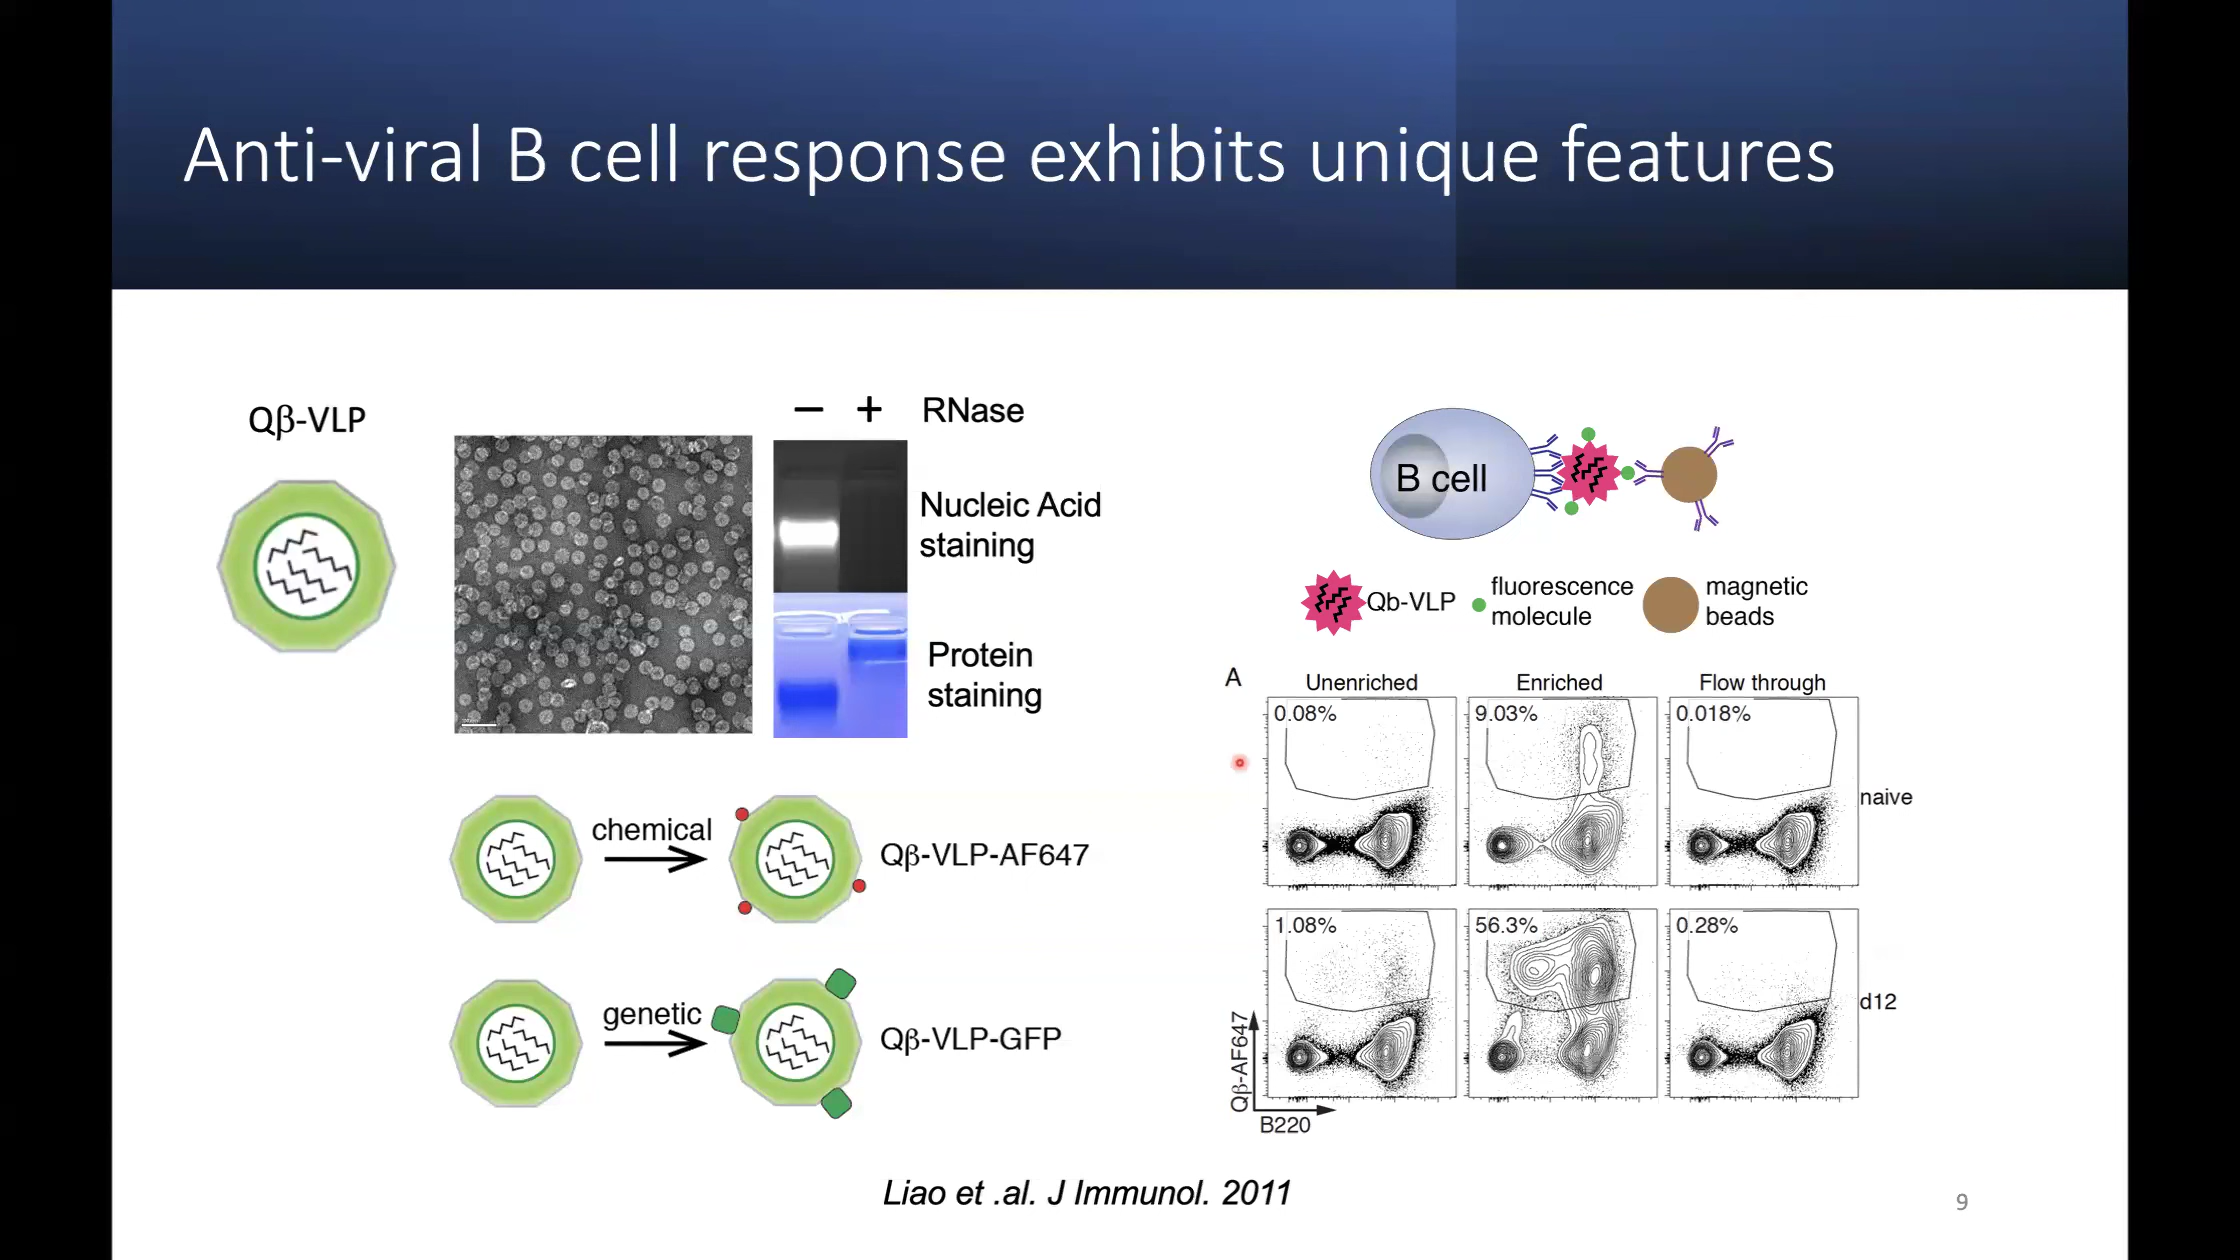 Anti-viral B cell response exhibits unique features
Qβ-VLP
− + RNase
Nucleic Acid
staining
Protein
staining
chemical
Qβ-VLP-AF647
genetic
Qβ-VLP-GFP
B cell
Qb-VLP
fluorescence
molecule
magnetic
beads
A
Unenriched Enriched Flow through
0.08% 9.03% 0.018%
naive
1.08% 56.3% 0.28%
d12
Qβ-AF647
B220
Liao et .al. J Immunol. 2011
9